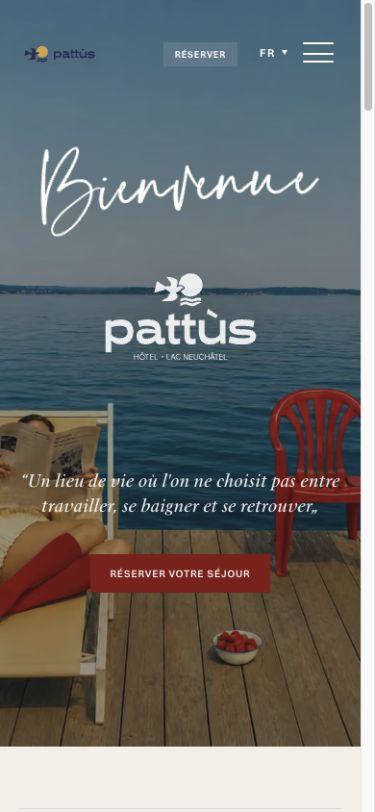 pattùs
RÉSERVER
FR
Bienvenue
pattùs
HÔTEL - LAC NEUCHÂTEL
“Un lieu de vie où l'on ne choisit pas entre
travailler, se baigner et se retrouver„
RÉSERVER VOTRE SÉJOUR